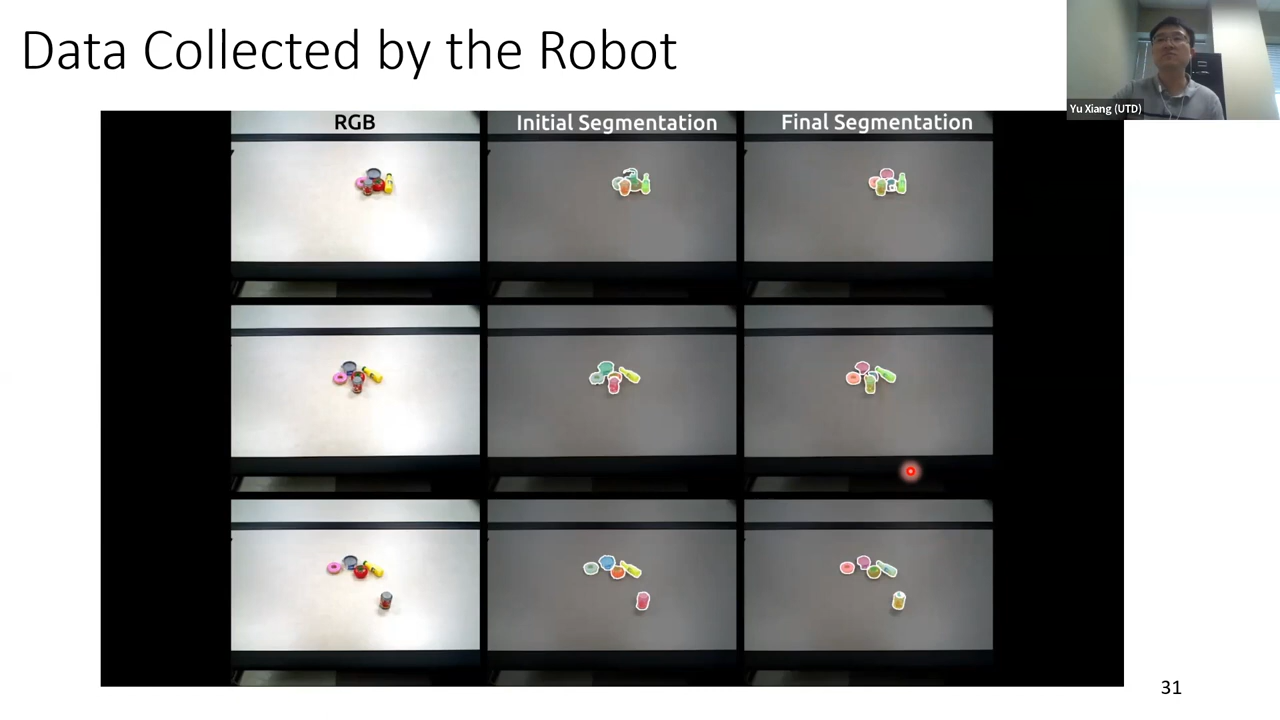 Data Collected by the Robot
Yu Xiang (UTD)
RGB
Initial Segmentation
Final Segmentation
31